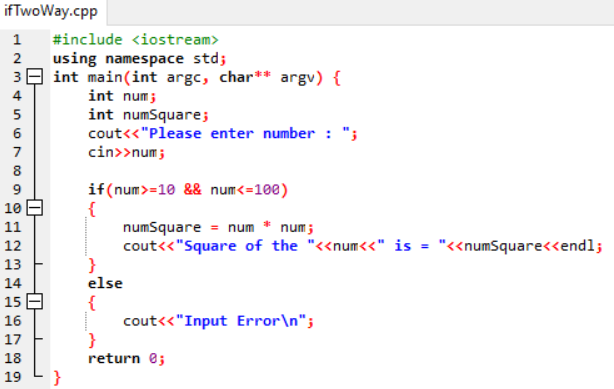 ifTwoWay.cpp
1 #include <iostream>
2 using namespace std;
3 int main(int argc, char** argv) {
4     int num;
5     int numSquare;
6     cout<<"Please enter number : ";
7     cin>>num;
8
9     if(num>=10 && num<=100)
10     {
11         numSquare = num * num;
12         cout<<"Square of the "<<num<<" is = "<<numSquare<<endl;
13     }
14     else
15     {
16         cout<<"Input Error\n";
17     }
18     return 0;
19 }